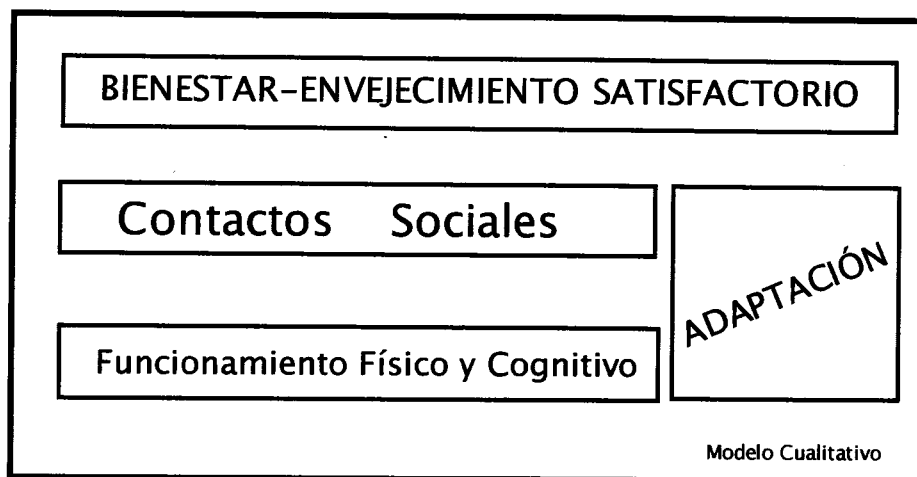 BIENESTAR-ENVEJECIMIENTO SATISFACTORIO
Contactos Sociales
ADAPTACIÓN
Funcionamiento Físico y Cognitivo
Modelo Cualitativo